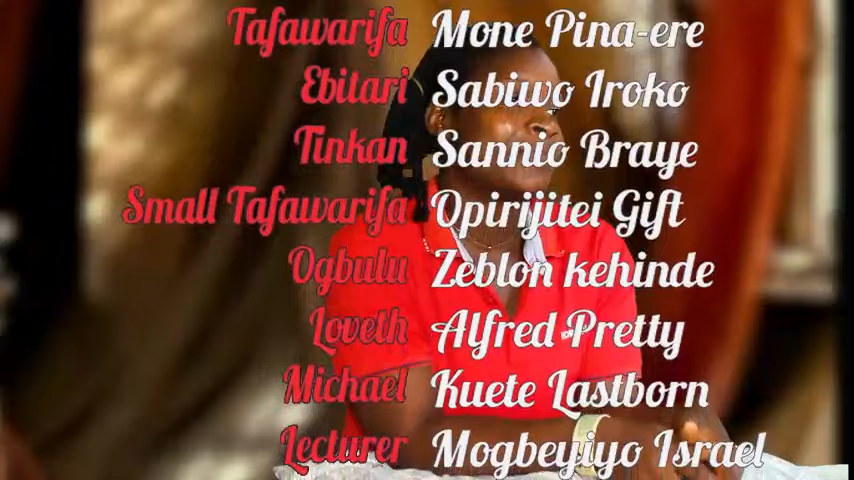 Tafawarifa Mone Pina-ere
Ebitari Sabiwo Iroko
Tinkan Sannio Braye
Small Tafawarifa Opirijitei Gift
Ogbulu Zeblon kehinde
Loveth Alfred Pretty
Michael Kuete Lastborn
Lecturer Mogbeyiyo Israel